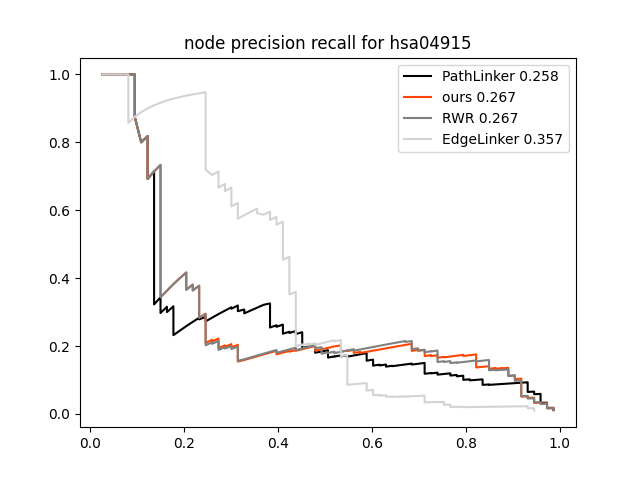 node precision recall for hsa04915
PathLinker 0.258
ours 0.267
RWR 0.267
EdgeLinker 0.357
1.0
0.8
0.6
0.4
0.2
0.0
0.0 0.2 0.4 0.6 0.8 1.0